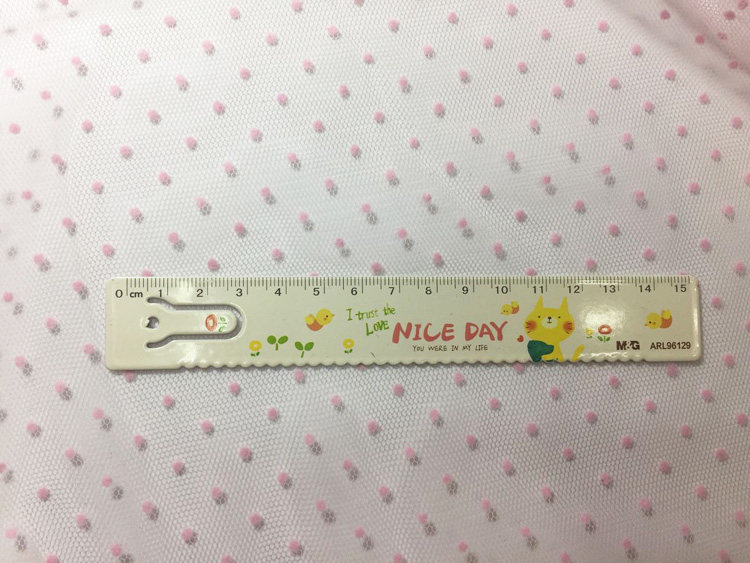 0 cm 1 2 3 4 5 6 7 8 9 10 11 12 13 14 15
I trust the
LOVE
NICE DAY
YOU WERE IN MY LIFE
M&G ARL96129